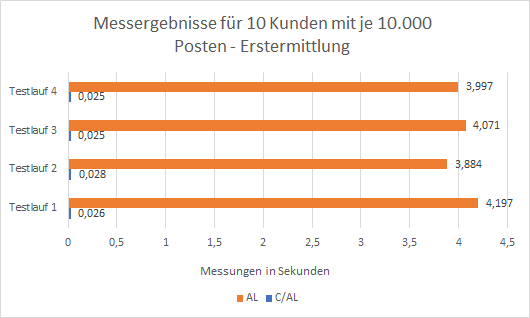 Messergebnisse für 10 Kunden mit je 10.000
Posten - Erstermittlung
Testlauf 4
3,997
0,025
Testlauf 3
4,071
0,025
Testlauf 2
3,884
0,028
Testlauf 1
4,197
0,026
0 0,5 1 1,5 2 2,5 3 3,5 4 4,5
Messungen in Sekunden
AL C/AL